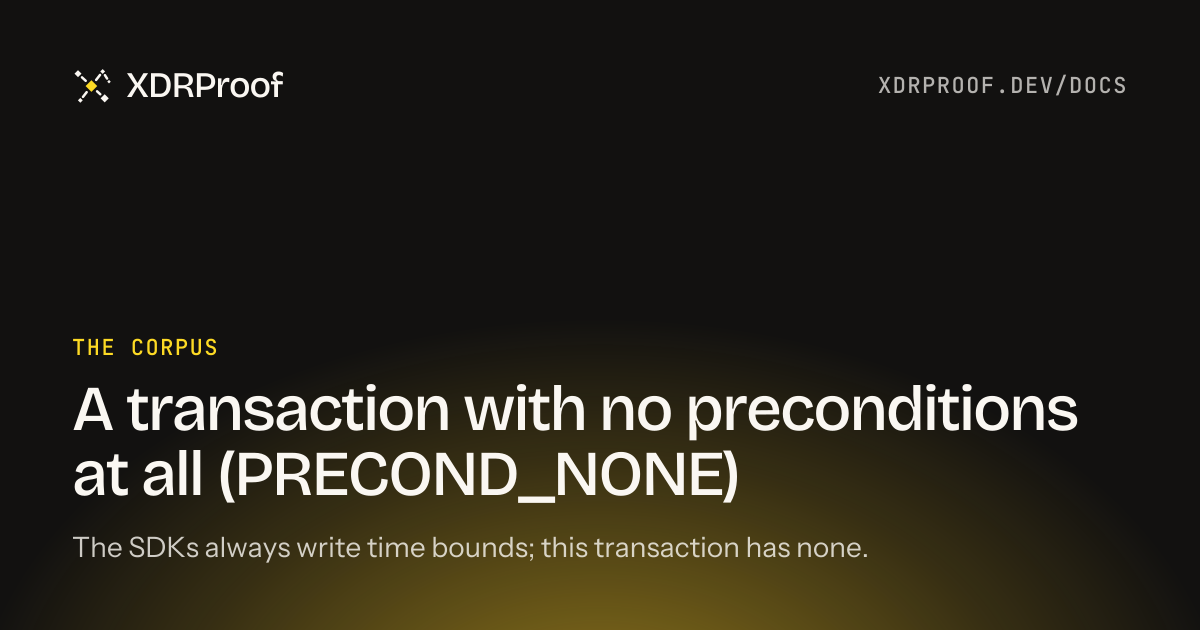 XDRProof
XDRPROOF.DEV/DOCS
THE CORPUS
A transaction with no preconditions
at all (PRECOND_NONE)
The SDKs always write time bounds; this transaction has none.